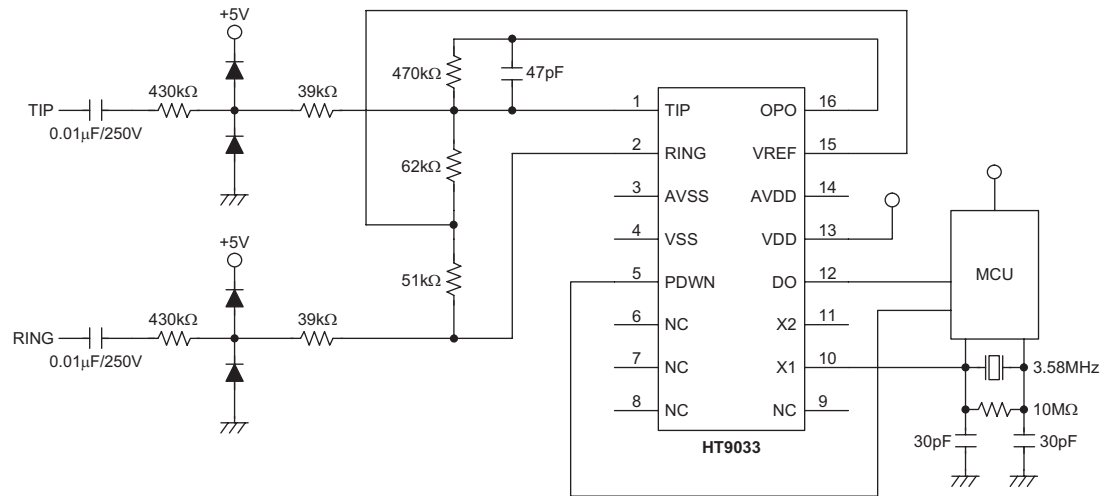 +5V
470kΩ
47pF
430kΩ
39kΩ
TIP
0.01μF/250V
1
TIP
OPO
16
2
RING
VREF
15
62kΩ
3
AVSS
AVDD
14
4
VSS
VDD
13
+5V
51kΩ
5
PDWN
DO
12
MCU
430kΩ
39kΩ
6
NC
X2
11
RING
0.01μF/250V
7
NC
X1
10
3.58MHz
8
NC
NC
9
10MΩ
HT9033
30pF
30pF